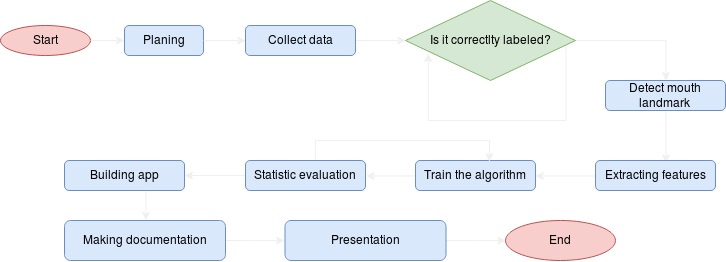 Start
Planing
Collect data
Is it correctlty labeled?
Detect mouth
landmark
Extracting features
Train the algorithm
Statistic evaluation
Building app
Making documentation
Presentation
End